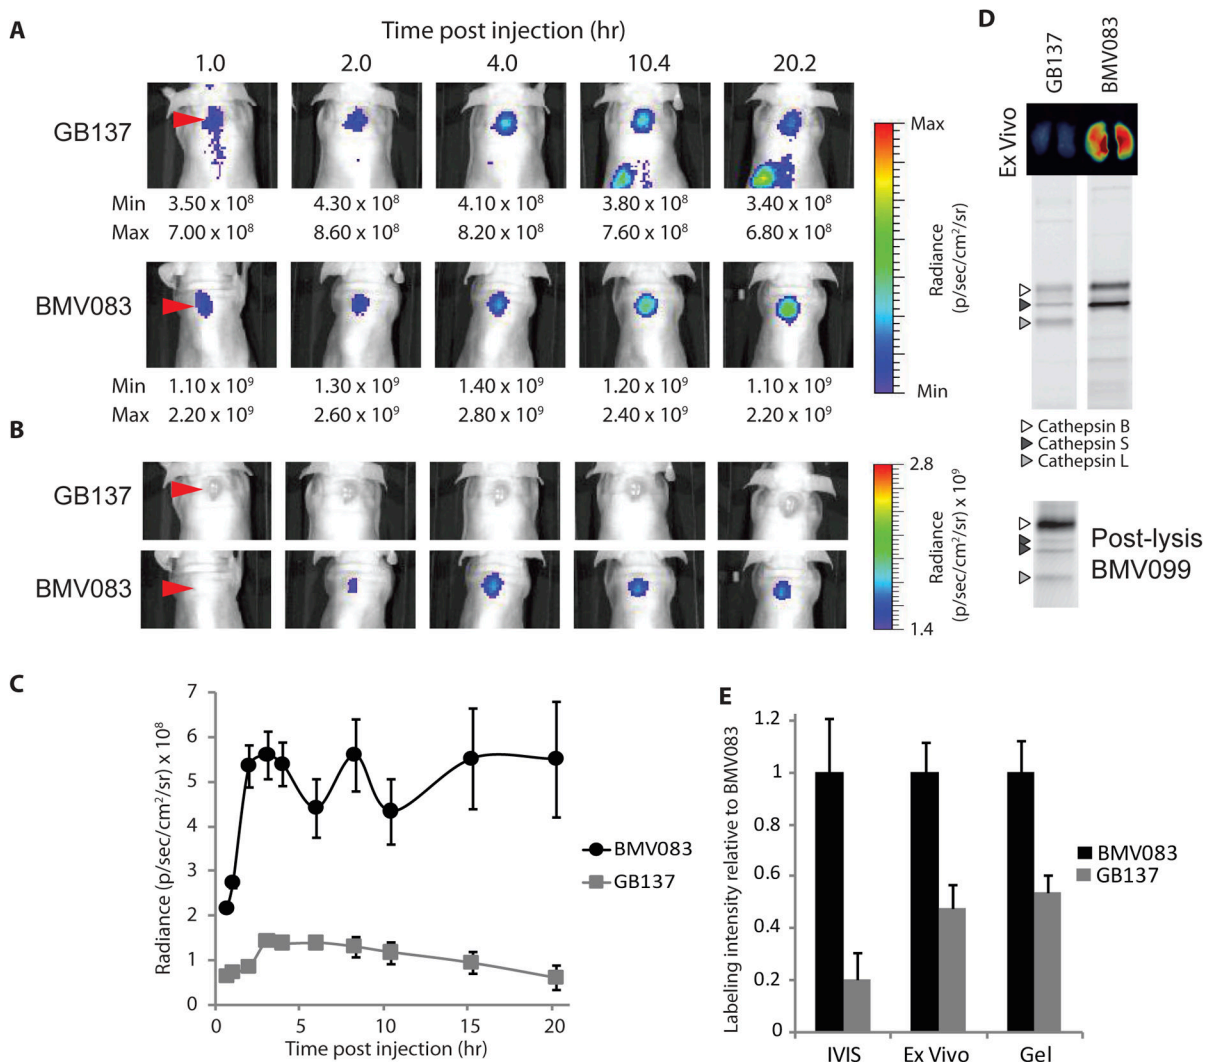 A
Time post injection (hr)
1.0 2.0 4.0 10.4 20.2
GB137
Min 3.50 x 10⁸ 4.30 x 10⁸ 4.10 x 10⁸ 3.80 x 10⁸ 3.40 x 10⁸
Max 7.00 x 10⁸ 8.60 x 10⁸ 8.20 x 10⁸ 7.60 x 10⁸ 6.80 x 10⁸
BMV083
Min 1.10 x 10⁹ 1.30 x 10⁹ 1.40 x 10⁹ 1.20 x 10⁹ 1.10 x 10⁹
Max 2.20 x 10⁹ 2.60 x 10⁹ 2.80 x 10⁹ 2.40 x 10⁹ 2.20 x 10⁹
Max
Radiance
(p/sec/cm²/sr)
Min
B
GB137
BMV083
2.8
Radiance
(p/sec/cm²/sr) x 10⁹
1.4
C
Radiance (p/sec/cm²/sr) x 10⁸
7
6
5
4
3
2
1
0
0 5 10 15 20
Time post injection (hr)
BMV083
GB137
D
GB137
BMV083
Ex Vivo
Cathepsin B
Cathepsin S
Cathepsin L
Post-lysis
BMV099
E
Labeling intensity relative to BMV083
1.2
1
0.8
0.6
0.4
0.2
0
IVIS Ex Vivo Gel
BMV083
GB137